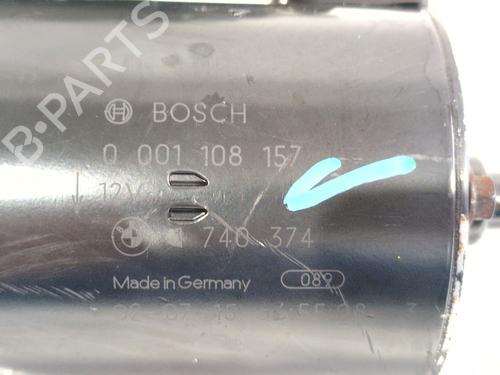 B-PARTS
BOSCH
0 001 108 157
12V
740 374
Made in Germany 089